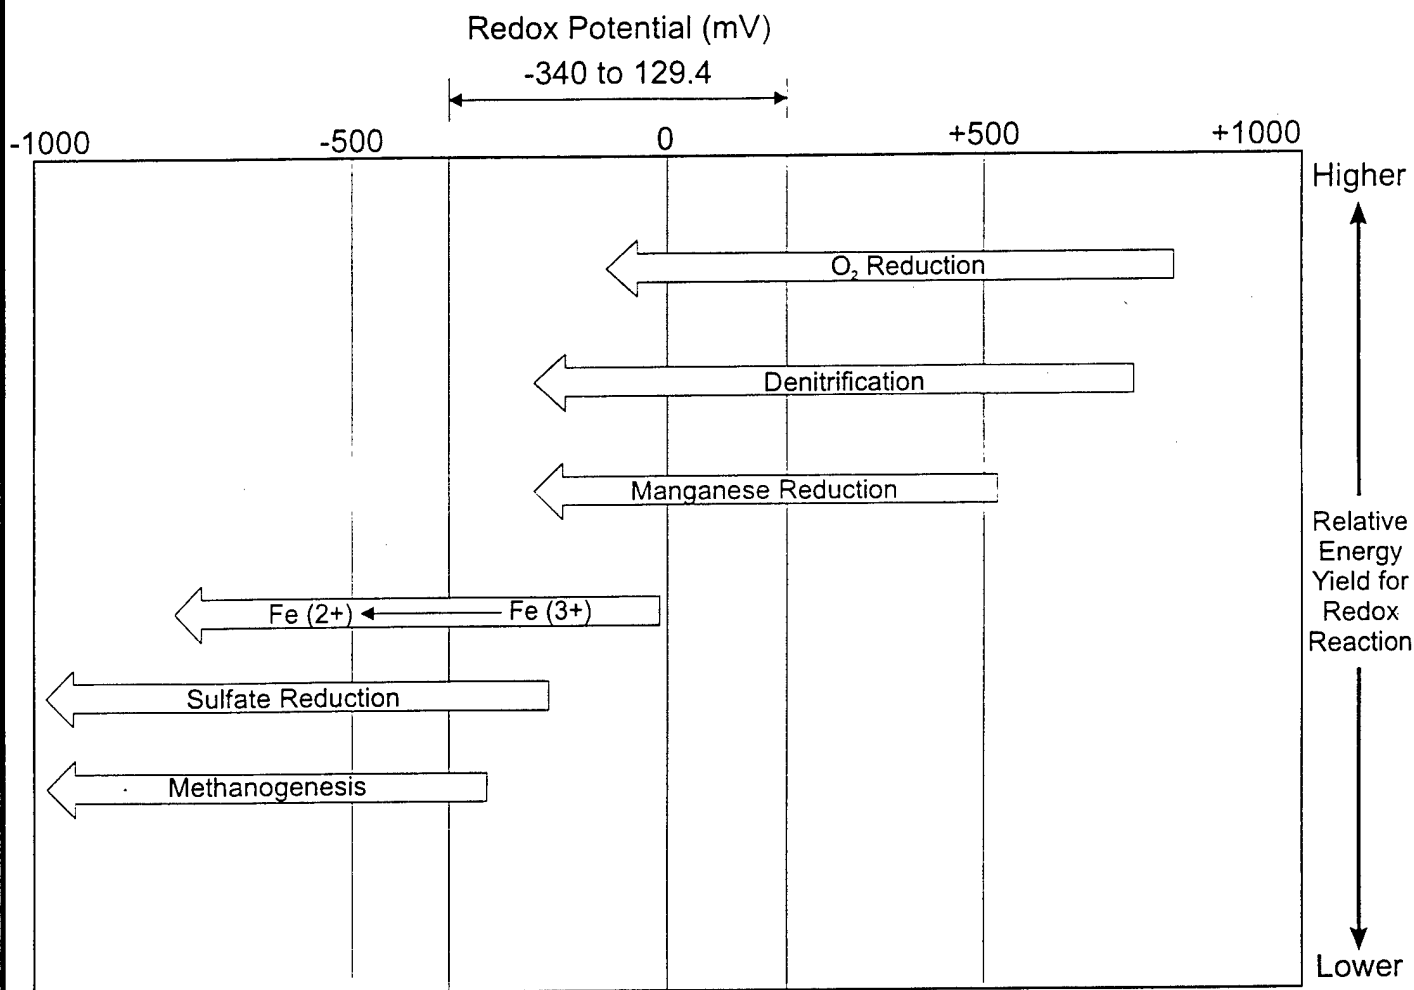 Redox Potential (mV)
-340 to 129.4
-1000 -500 0 +500 +1000
Higher
O₂ Reduction
Denitrification
Manganese Reduction
Relative
Energy
Yield for
Redox
Reaction
Fe (2+) Fe (3+)
Sulfate Reduction
Methanogenesis
Lower